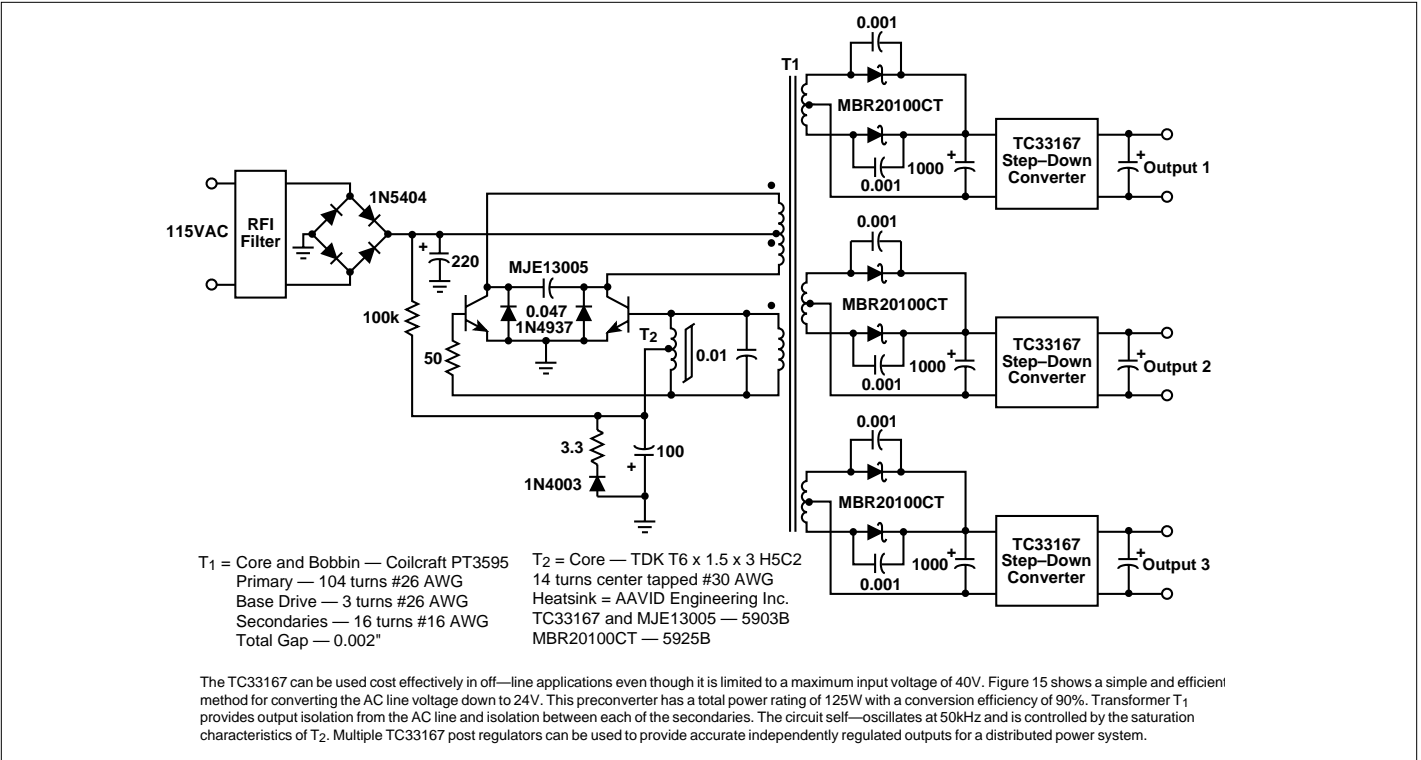 0.001
T1
MBR20100CT
0.001
1000
+
TC33167
Step–Down
Converter
+
Output 1
115VAC
RFI
Filter
1N5404
+
220
100k
MJE13005
0.047
1N4937
50
T2
0.01
3.3
1N4003
100
+
0.001
MBR20100CT
0.001
1000
+
TC33167
Step–Down
Converter
+
Output 2
0.001
MBR20100CT
0.001
1000
+
TC33167
Step–Down
Converter
+
Output 3
T1 = Core and Bobbin — Coilcraft PT3595
Primary — 104 turns #26 AWG
Base Drive — 3 turns #26 AWG
Secondaries — 16 turns #16 AWG
Total Gap — 0.002"
T2 = Core — TDK T6 x 1.5 x 3 H5C2
14 turns center tapped #30 AWG
Heatsink = AAVID Engineering Inc.
TC33167 and MJE13005 — 5903B
MBR20100CT — 5925B
The TC33167 can be used cost effectively in off—line applications even though it is limited to a maximum input voltage of 40V. Figure 15 shows a simple and efficient
method for converting the AC line voltage down to 24V. This preconverter has a total power rating of 125W with a conversion efficiency of 90%. Transformer T1
provides output isolation from the AC line and isolation between each of the secondaries. The circuit self—oscillates at 50kHz and is controlled by the saturation
characteristics of T2. Multiple TC33167 post regulators can be used to provide accurate independently regulated outputs for a distributed power system.